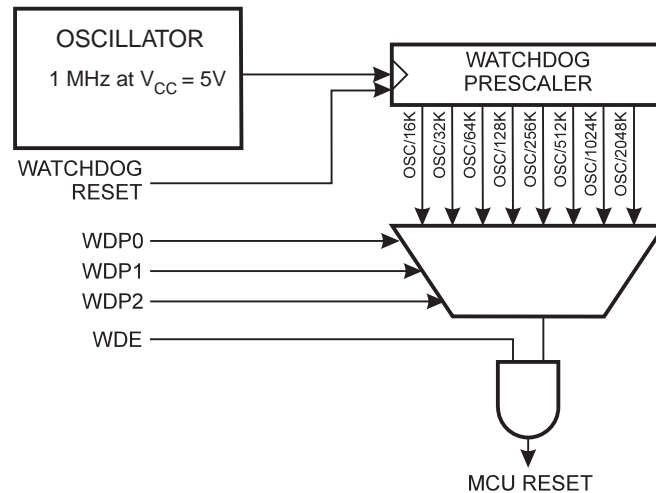 OSCILLATOR
1 MHz at VCC = 5V
WATCHDOG
PRESCALER
OSC/16K
OSC/32K
OSC/64K
OSC/128K
OSC/256K
OSC/512K
OSC/1024K
OSC/2048K
WATCHDOG
RESET
WDP0
WDP1
WDP2
WDE
MCU RESET